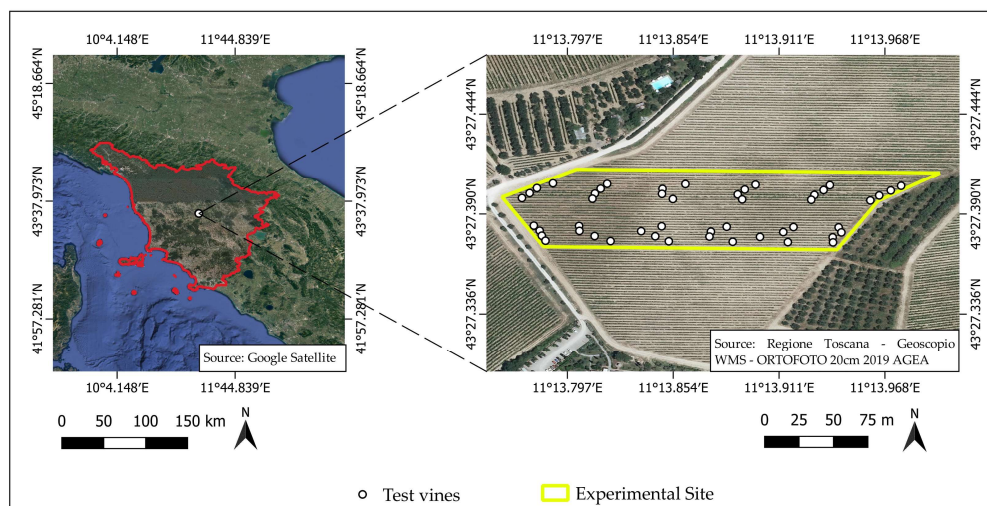 10°4.148′E 11°44.839′E
45°18.664′N 45°18.664′N
43°37.973′N 43°37.973′N
41°57.281′N 41°57.281′N
Source: Google Satellite
10°4.148′E 11°44.839′E
0 50 100 150 km
N
11°13.797′E 11°13.854′E 11°13.911′E 11°13.968′E
43°27.444′N 43°27.444′N
43°27.390′N 43°27.390′N
43°27.336′N 43°27.336′N
Source: Regione Toscana - Geoscopio
WMS - ORTOFOTO 20cm 2019 AGEA
11°13.797′E 11°13.854′E 11°13.911′E 11°13.968′E
0 25 50 75 m
N
Test vines Experimental Site